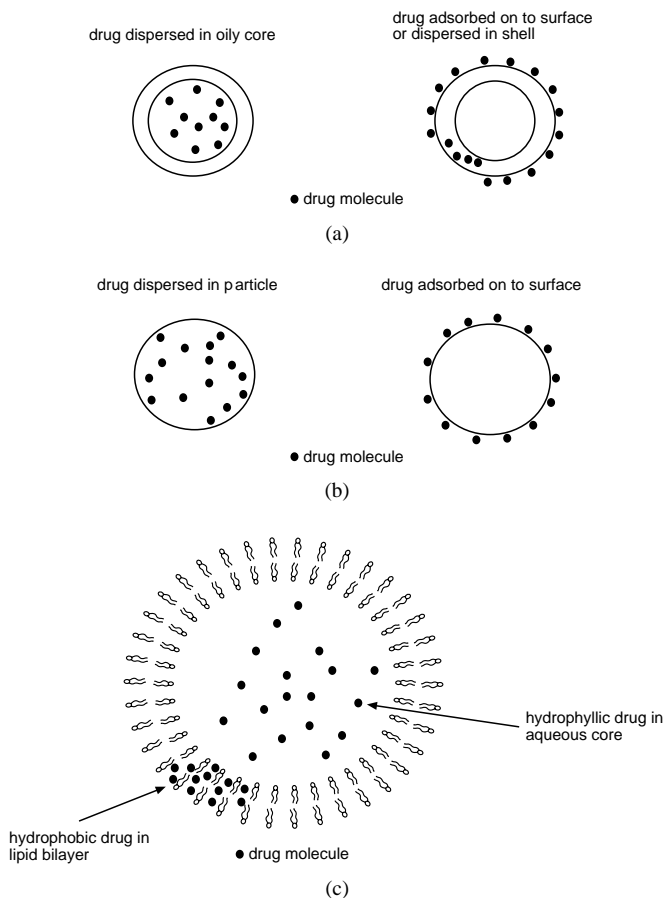 drug dispersed in oily core
drug adsorbed on to surface
or dispersed in shell
drug molecule
(a)
drug dispersed in particle
drug adsorbed on to surface
drug molecule
(b)
hydrophyllic drug in
aqueous core
hydrophobic drug in
lipid bilayer
drug molecule
(c)